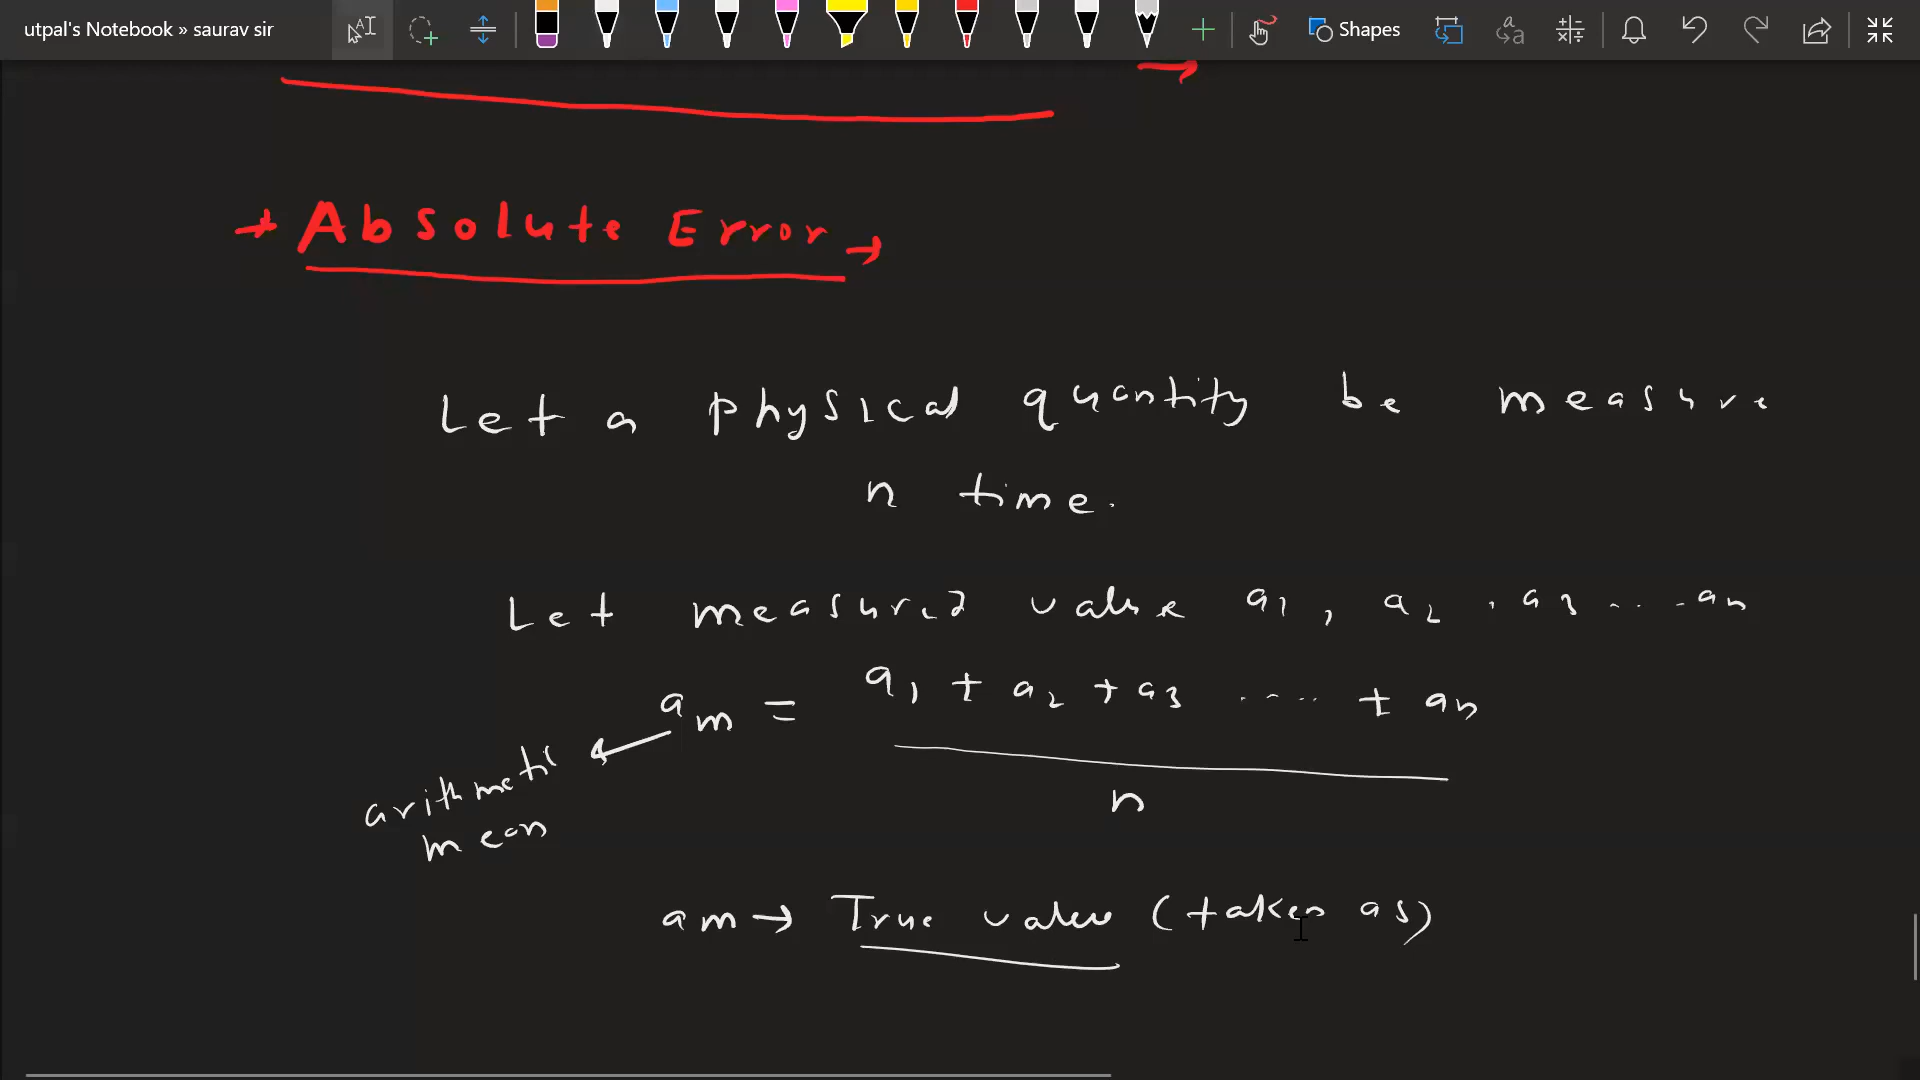 utpal's Notebook » saurav sir
Shapes
→ Absolute Error →
Let a physical quantity be measure
n time.
Let measured value a1, a2, a3 ..... an
am = a1 + a2 + a3 ..... + an
n
arithmetic
mean
am → True value (taken as)